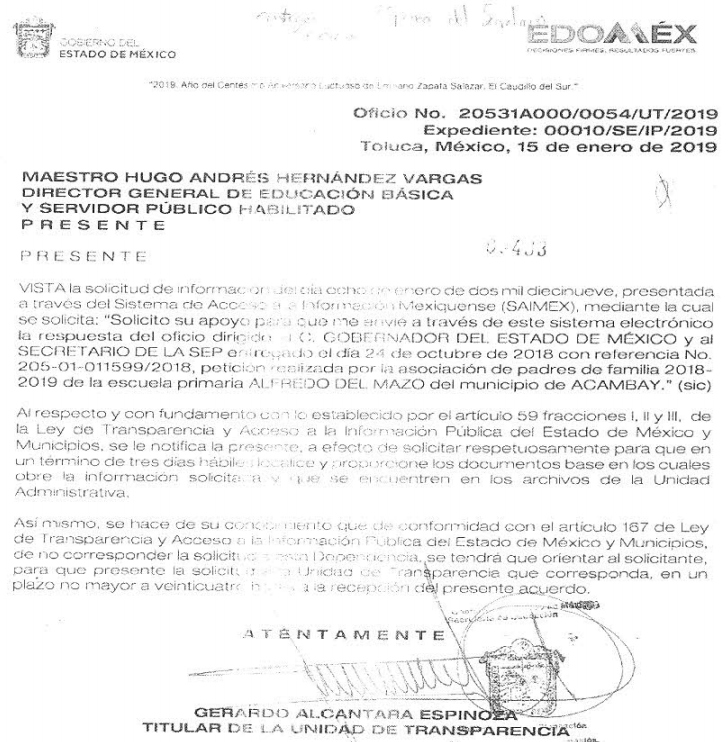 GOBIERNO DEL
ESTADO DE MÉXICO
EDOMÉX
DECISIONES FIRMES, RESULTADOS FUERTES.
"2019. Año del Centésimo Aniversario Luctuoso de Emiliano Zapata Salazar. El Caudillo del Sur."
Oficio No. 20531A000/0054/UT/2019
Expediente: 00010/SE/IP/2019
Toluca, México, 15 de enero de 2019
MAESTRO HUGO ANDRÉS HERNÁNDEZ VARGAS
DIRECTOR GENERAL DE EDUCACIÓN BÁSICA
Y SERVIDOR PÚBLICO HABILITADO
P R E S E N T E
P R E S E N T E
VISTA la solicitud de información del día ocho de enero de dos mil diecinueve, presentada
a través del Sistema de Acceso a la Información Mexiquense (SAIMEX), mediante la cual
se solicita: "Solicito su apoyo para que me envíe a través de este sistema electrónico
la respuesta del oficio dirigido C. GOBERNADOR DEL ESTADO DE MÉXICO y al
SECRETARIO DE LA SEP entregado el día 24 de octubre de 2018 con referencia No.
205-01-011599/2018, petición realizada por la asociación de padres de familia 2018-
2019 de la escuela primaria ALFREDO DEL MAZO del municipio de ACAMBAY." (sic)
Al respecto y con fundamento con lo establecido por el artículo 59 fracciones I, II y III, de
la Ley de Transparencia y Acceso a la Información Pública del Estado de México y
Municipios, se le notifica la presente, a efecto de solicitar respetuosamente para que en
un término de tres días hábiles localice y proporcione los documentos base en los cuales
obre la información solicitada y que se encuentren en los archivos de la Unidad
Administrativa.
Así mismo, se hace de su conocimiento que de conformidad con el artículo 167 de Ley
de Transparencia y Acceso a la Información Pública del Estado de México y Municipios,
de no corresponder la solicitud a esta Dependencia, se tendrá que orientar al solicitante,
para que presente la solicitud a la Unidad de Transparencia que corresponda, en un
plazo no mayor a veinticuatro horas a la recepción del presente acuerdo.
A T E N T A M E N T E
Secretaría de Educación
GERARDO ALCANTARA ESPINOZA
TITULAR DE LA UNIDAD DE TRANSPARENCIA